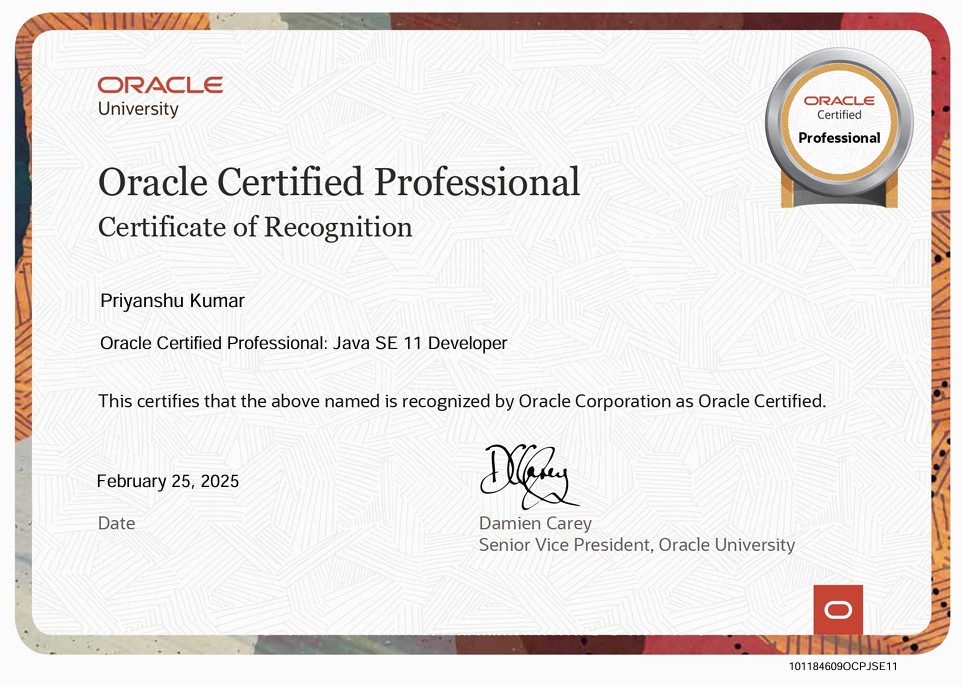 ORACLE
University
ORACLE
Certified
Professional
Oracle Certified Professional
Certificate of Recognition
Priyanshu Kumar
Oracle Certified Professional: Java SE 11 Developer
This certifies that the above named is recognized by Oracle Corporation as Oracle Certified.
DCarey
February 25, 2025
Date
Damien Carey
Senior Vice President, Oracle University
101184609OCPJSE11